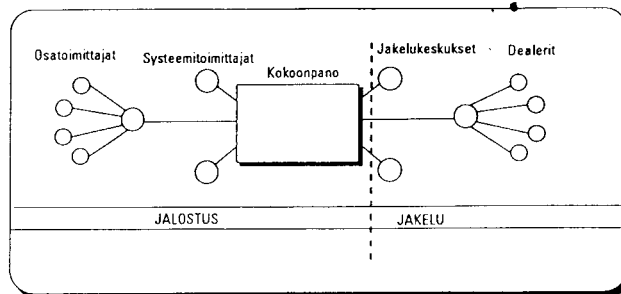 Osatoimittajat
Systeemitoimittajat
Kokoonpano
Jakelukeskukset
Dealerit
JALOSTUS
JAKELU